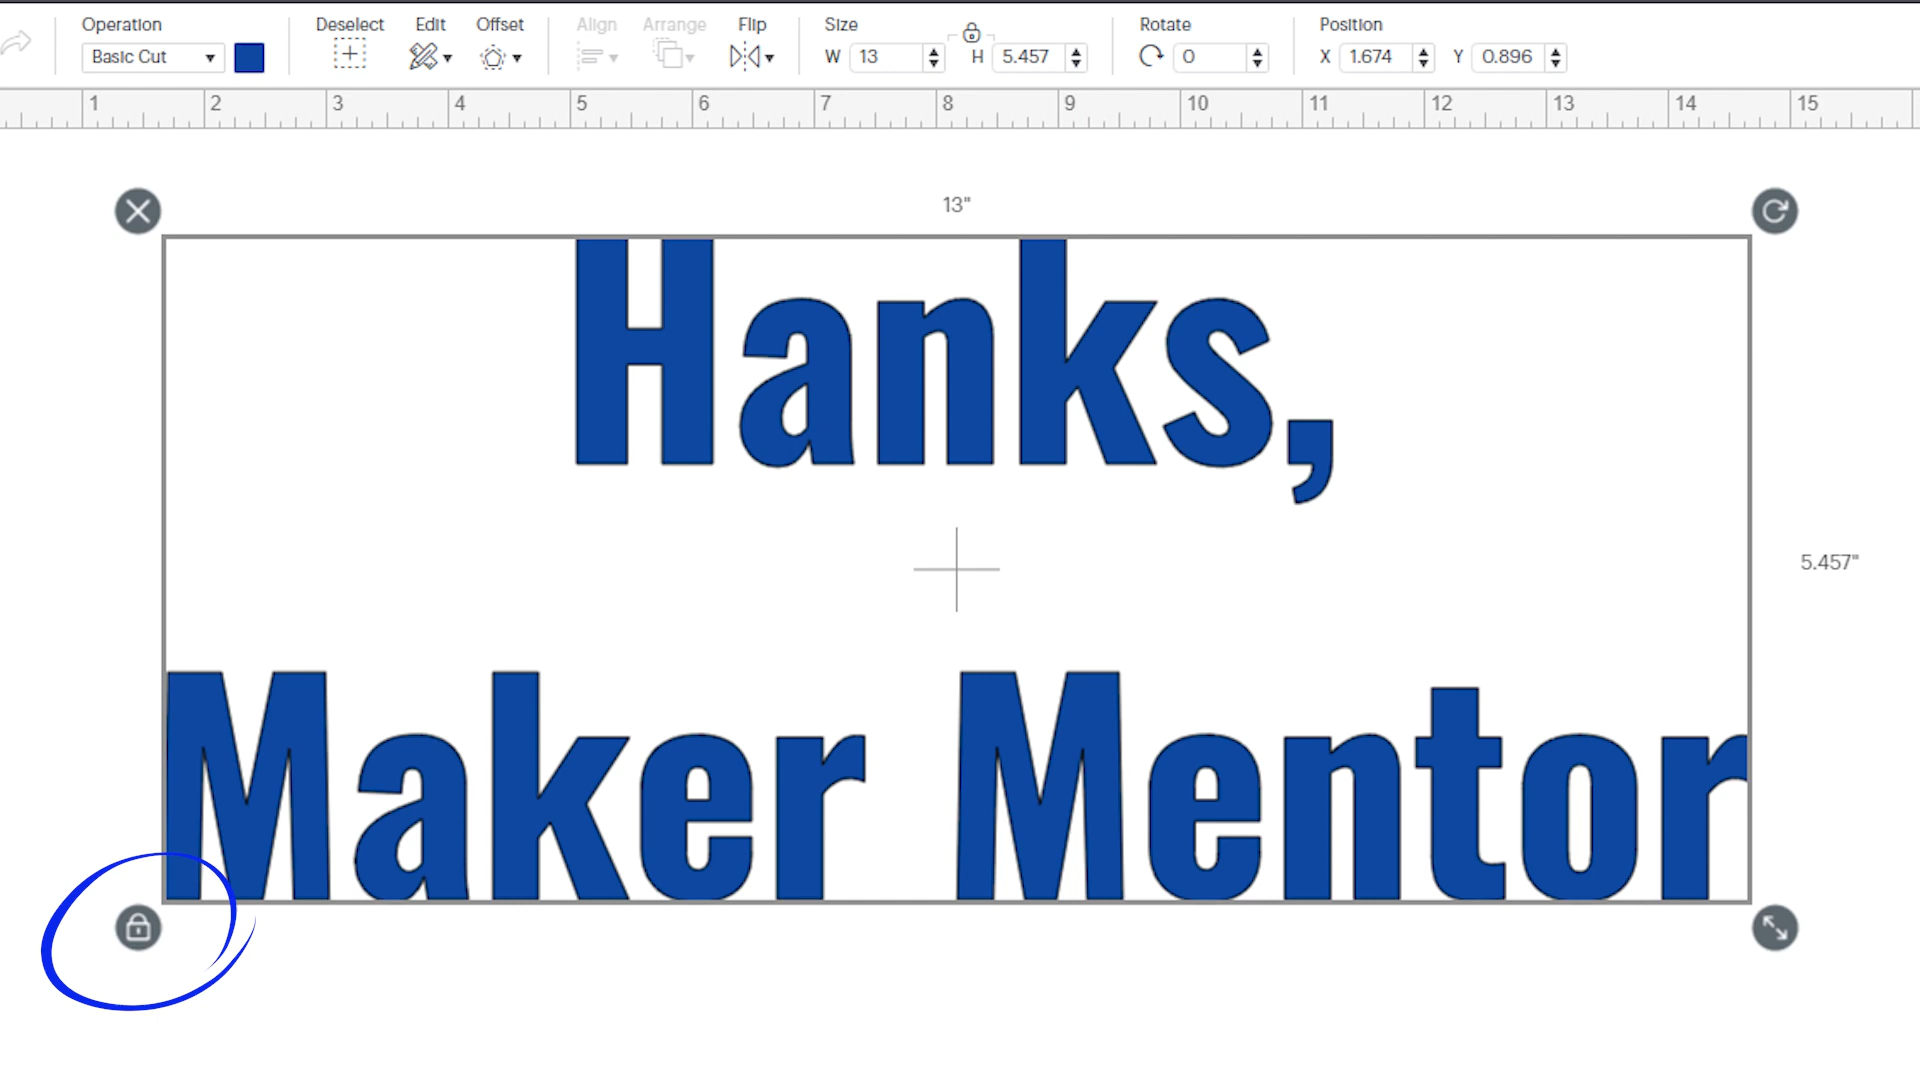 Operation Deselect Edit Offset Align Arrange Flip Size Rotate Position
Basic Cut W 13 H 5.457 0 X 1.674 Y 0.896
1 2 3 4 5 6 7 8 9 10 11 12 13 14 15
13"
Hanks,
5.457"
Maker Mentor